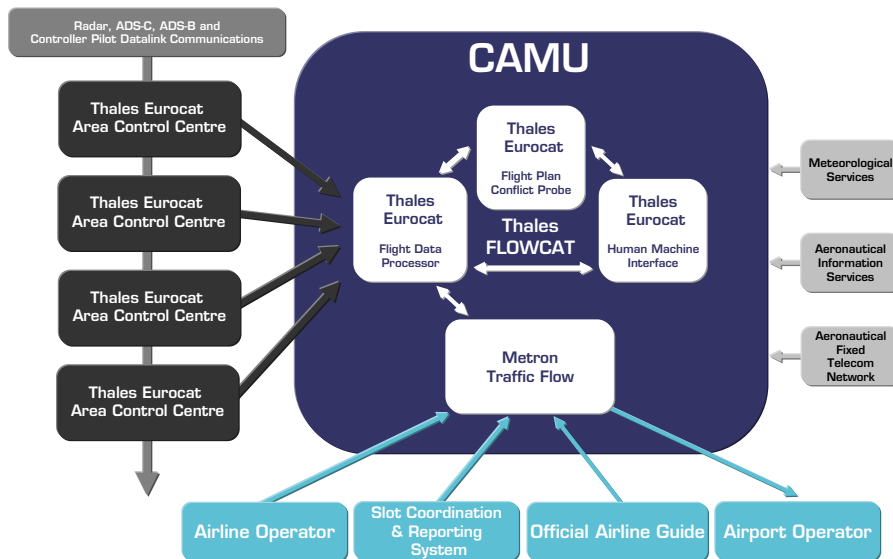 Radar, ADS-C, ADS-B and
Controller Pilot Datalink Communications
Thales Eurocat
Area Control Centre
Thales Eurocat
Area Control Centre
Thales Eurocat
Area Control Centre
Thales Eurocat
Area Control Centre
CAMU
Thales
Eurocat
Flight Plan
Conflict Probe
Thales
Eurocat
Flight Data
Processor
Thales
FLOWCAT
Thales
Eurocat
Human Machine
Interface
Metron
Traffic Flow
Meteorological
Services
Aeronautical
Information
Services
Aeronautical
Fixed
Telecom
Network
Airline Operator
Slot Coordination
& Reporting
System
Official Airline Guide
Airport Operator